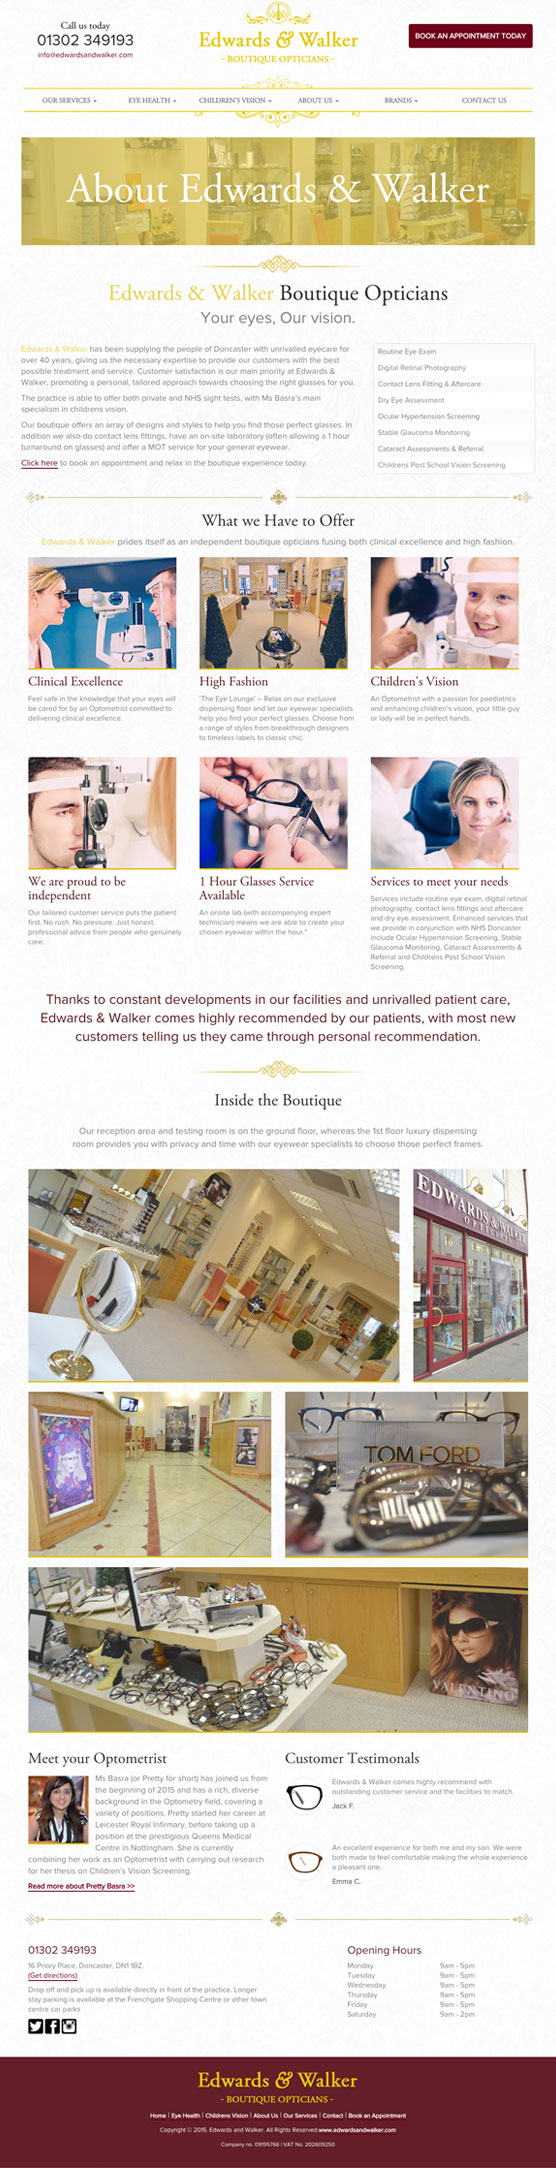 Call us today
01302 349193
info@edwardsandwalker.com
Edwards & Walker
- BOUTIQUE OPTICIANS -
BOOK AN APPOINTMENT TODAY
OUR SERVICES
EYE HEALTH
CHILDREN'S VISION
ABOUT US
BRANDS
CONTACT US
About Edwards & Walker
Edwards & Walker Boutique Opticians
Your eyes, Our vision.
Edwards & Walker has been supplying the people of Doncaster with unrivalled eyecare for
over 40 years, giving us the necessary expertise to provide our customers with the best
possible treatment and service. Customer satisfaction is our main priority at Edwards &
Walker, promoting a personal, tailored approach towards choosing the right glasses for you.
The practice is able to offer both private and NHS sight tests, with Ms Basra's main
specialism in childrens vision.
Our boutique offers an array of designs and styles to help you find those perfect glasses. In
addition we also do contact lens fittings, have an on-site laboratory (often allowing a 1 hour
turnaround on glasses) and offer a MOT service for your general eyewear.
Click here to book an appointment and relax in the boutique experience today.
Routine Eye Exam
Digital Retinal Photography
Contact Lens Fitting & Aftercare
Dry Eye Assessment
Ocular Hypertension Screening
Stable Glaucoma Monitoring
Cataract Assessments & Referral
Childrens Post School Vision Screening
What we Have to Offer
Edwards & Walker prides itself as an independent boutique opticians fusing both clinical excellence and high fashion.
Clinical Excellence
Feel safe in the knowledge that your eyes will
be cared for by an Optometrist committed to
delivering clinical excellence.
High Fashion
'The Eye Lounge' – Relax on our exclusive
dispensing floor and let our eyewear specialists
help you find your perfect glasses. Choose from
a range of styles from breakthrough designers
to timeless labels to classic chic.
Children's Vision
An Optometrist with a passion for paediatrics
and enhancing children's vision, your little guy
or lady will be in perfect hands.
We are proud to be
independent
Our tailored customer service puts the patient
first. No rush. No pressure. Just honest,
professional advice from people who genuinely
care.
1 Hour Glasses Service
Available
An onsite lab (with accompanying expert
technician) means we are able to create your
chosen eyewear within the hour.*
Services to meet your needs
Services include routine eye exam, digital retinal
photography, contact lens fittings and aftercare
and dry eye assessment. Enhanced services that
we provide in conjunction with NHS Doncaster
include Ocular Hypertension Screening, Stable
Glaucoma Monitoring, Cataract Assessments &
Referral and Childrens Post School Vision
Screening.
Thanks to constant developments in our facilities and unrivalled patient care,
Edwards & Walker comes highly recommended by our patients, with most new
customers telling us they came through personal recommendation.
Inside the Boutique
Our reception area and testing room is on the ground floor, whereas the 1st floor luxury dispensing
room provides you with privacy and time with our eyewear specialists to choose those perfect frames.
EDWARDS & WALKER
OPTICIANS
TOM FORD
VALENTINO
Meet your Optometrist
Ms Basra (or Pretty for short) has joined us from
the beginning of 2015 and has a rich, diverse
background in the Optometry field, covering a
variety of positions. Pretty started her career at
Leicester Royal Infirmary, before taking up a
position at the prestigious Queens Medical
Centre in Nottingham. She is currently
combining her work as an Optometrist with carrying out research
for her thesis on Children's Vision Screening.
Read more about Pretty Basra >>
Customer Testimonals
Edwards & Walker comes highly recommend with
outstanding customer service and the facilities to match.
Jack F.
An excellent experience for both me and my son. We were
both made to feel comfortable making the whole experience
a pleasant one.
Emma C.
01302 349193
16 Priory Place, Doncaster, DN1 1BZ.
(Get directions)
Drop off and pick up is available directly in front of the practice. Longer
stay parking is available at the Frenchgate Shopping Centre or other town
centre car parks
Opening Hours
Monday 9am - 5pm
Tuesday 9am - 5pm
Wednesday 9am - 5pm
Thursday 9am - 5pm
Friday 9am - 5pm
Saturday 9am - 2pm
Edwards & Walker
- BOUTIQUE OPTICIANS -
Home | Eye Health | Childrens Vision | About Us | Our Services | Contact | Book an Appointment
Copyright © 2015. Edwards and Walker. All Rights Reserved.www.edwardsandwalker.com
Company no. 09195766 | VAT No. 202609250